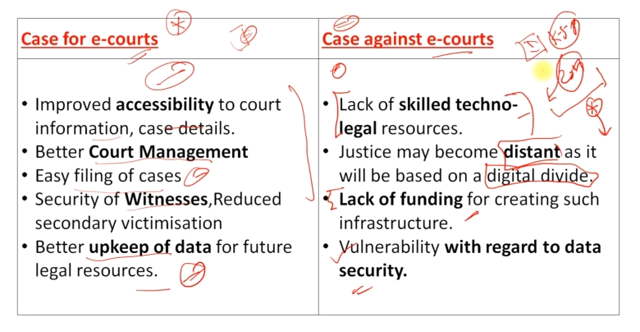 Case for e-courts
Case against e-courts
• Improved accessibility to court
information, case details.
• Better Court Management
• Easy filing of cases
• Security of Witnesses,Reduced
secondary victimisation
• Better upkeep of data for future
legal resources.
• Lack of skilled techno-
legal resources.
• Justice may become distant as it
will be based on a digital divide.
• Lack of funding for creating such
infrastructure.
• Vulnerability with regard to data
security.